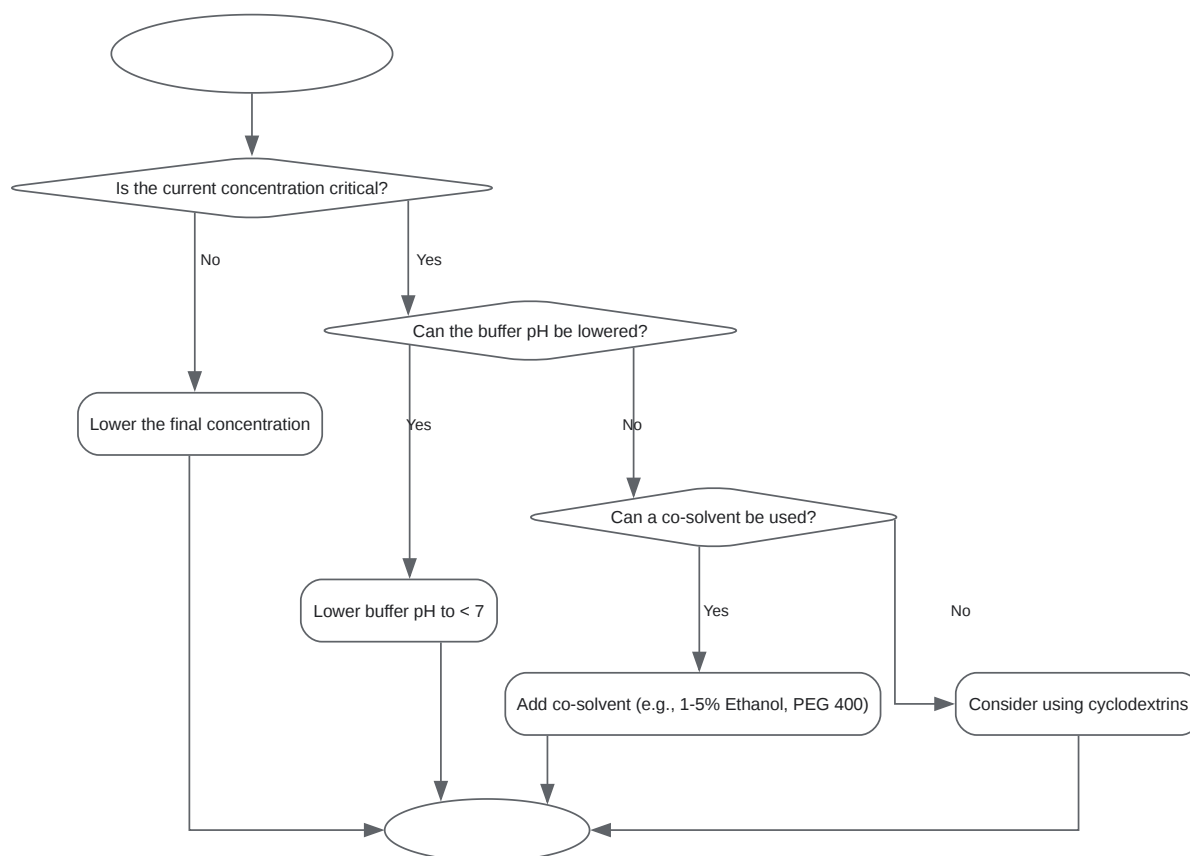 Is the current concentration critical?
No
Yes
Can the buffer pH be lowered?
Lower the final concentration
Yes
No
Can a co-solvent be used?
Lower buffer pH to < 7
Yes
No
Add co-solvent (e.g., 1-5% Ethanol, PEG 400)
Consider using cyclodextrins